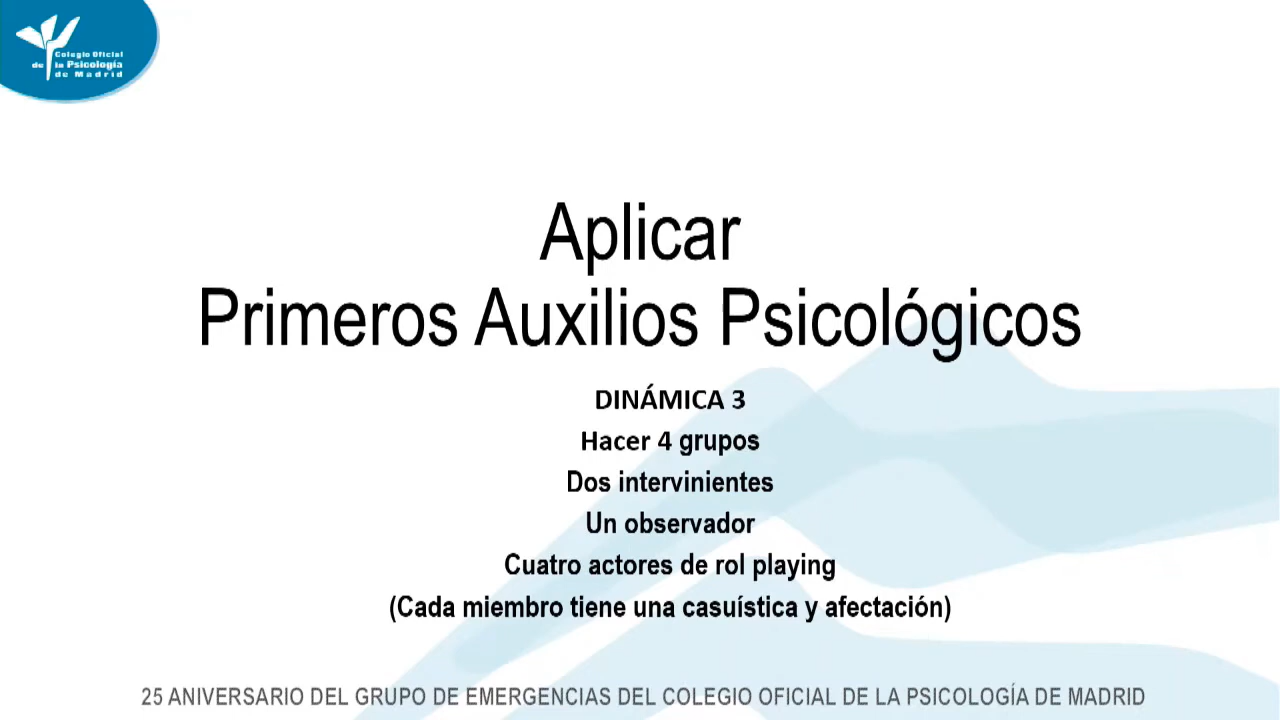 Colegio Oficial
de la Psicología
de Madrid
Aplicar
Primeros Auxilios Psicológicos
DINÁMICA 3
Hacer 4 grupos
Dos intervinientes
Un observador
Cuatro actores de rol playing
(Cada miembro tiene una casuística y afectación)
25 ANIVERSARIO DEL GRUPO DE EMERGENCIAS DEL COLEGIO OFICIAL DE LA PSICOLOGÍA DE MADRID